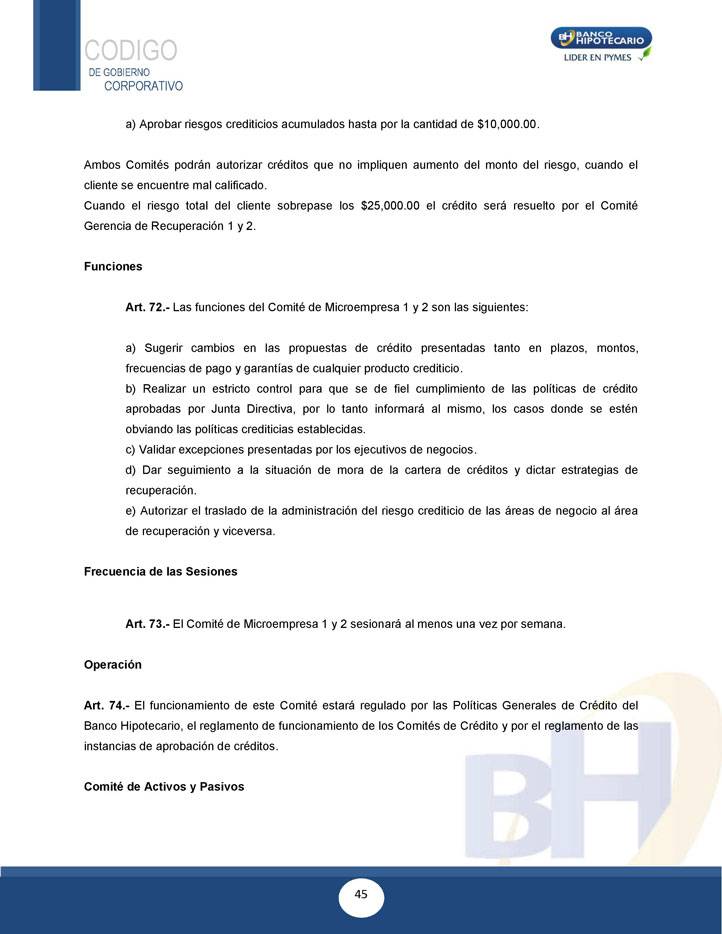 CODIGO
DE GOBIERNO
CORPORATIVO
BH BANCO
HIPOTECARIO
LIDER EN PYMES
a) Aprobar riesgos crediticios acumulados hasta por la cantidad de $10,000.00.
Ambos Comités podrán autorizar créditos que no impliquen aumento del monto del riesgo, cuando el
cliente se encuentre mal calificado.
Cuando el riesgo total del cliente sobrepase los $25,000.00 el crédito será resuelto por el Comité
Gerencia de Recuperación 1 y 2.
Funciones
Art. 72.- Las funciones del Comité de Microempresa 1 y 2 son las siguientes:
a) Sugerir cambios en las propuestas de crédito presentadas tanto en plazos, montos,
frecuencias de pago y garantías de cualquier producto crediticio.
b) Realizar un estricto control para que se de fiel cumplimiento de las políticas de crédito
aprobadas por Junta Directiva, por lo tanto informará al mismo, los casos donde se estén
obviando las políticas crediticias establecidas.
c) Validar excepciones presentadas por los ejecutivos de negocios.
d) Dar seguimiento a la situación de mora de la cartera de créditos y dictar estrategias de
recuperación.
e) Autorizar el traslado de la administración del riesgo crediticio de las áreas de negocio al área
de recuperación y viceversa.
Frecuencia de las Sesiones
Art. 73.- El Comité de Microempresa 1 y 2 sesionará al menos una vez por semana.
Operación
Art. 74.- El funcionamiento de este Comité estará regulado por las Políticas Generales de Crédito del
Banco Hipotecario, el reglamento de funcionamiento de los Comités de Crédito y por el reglamento de las
instancias de aprobación de créditos.
Comité de Activos y Pasivos
BH
45